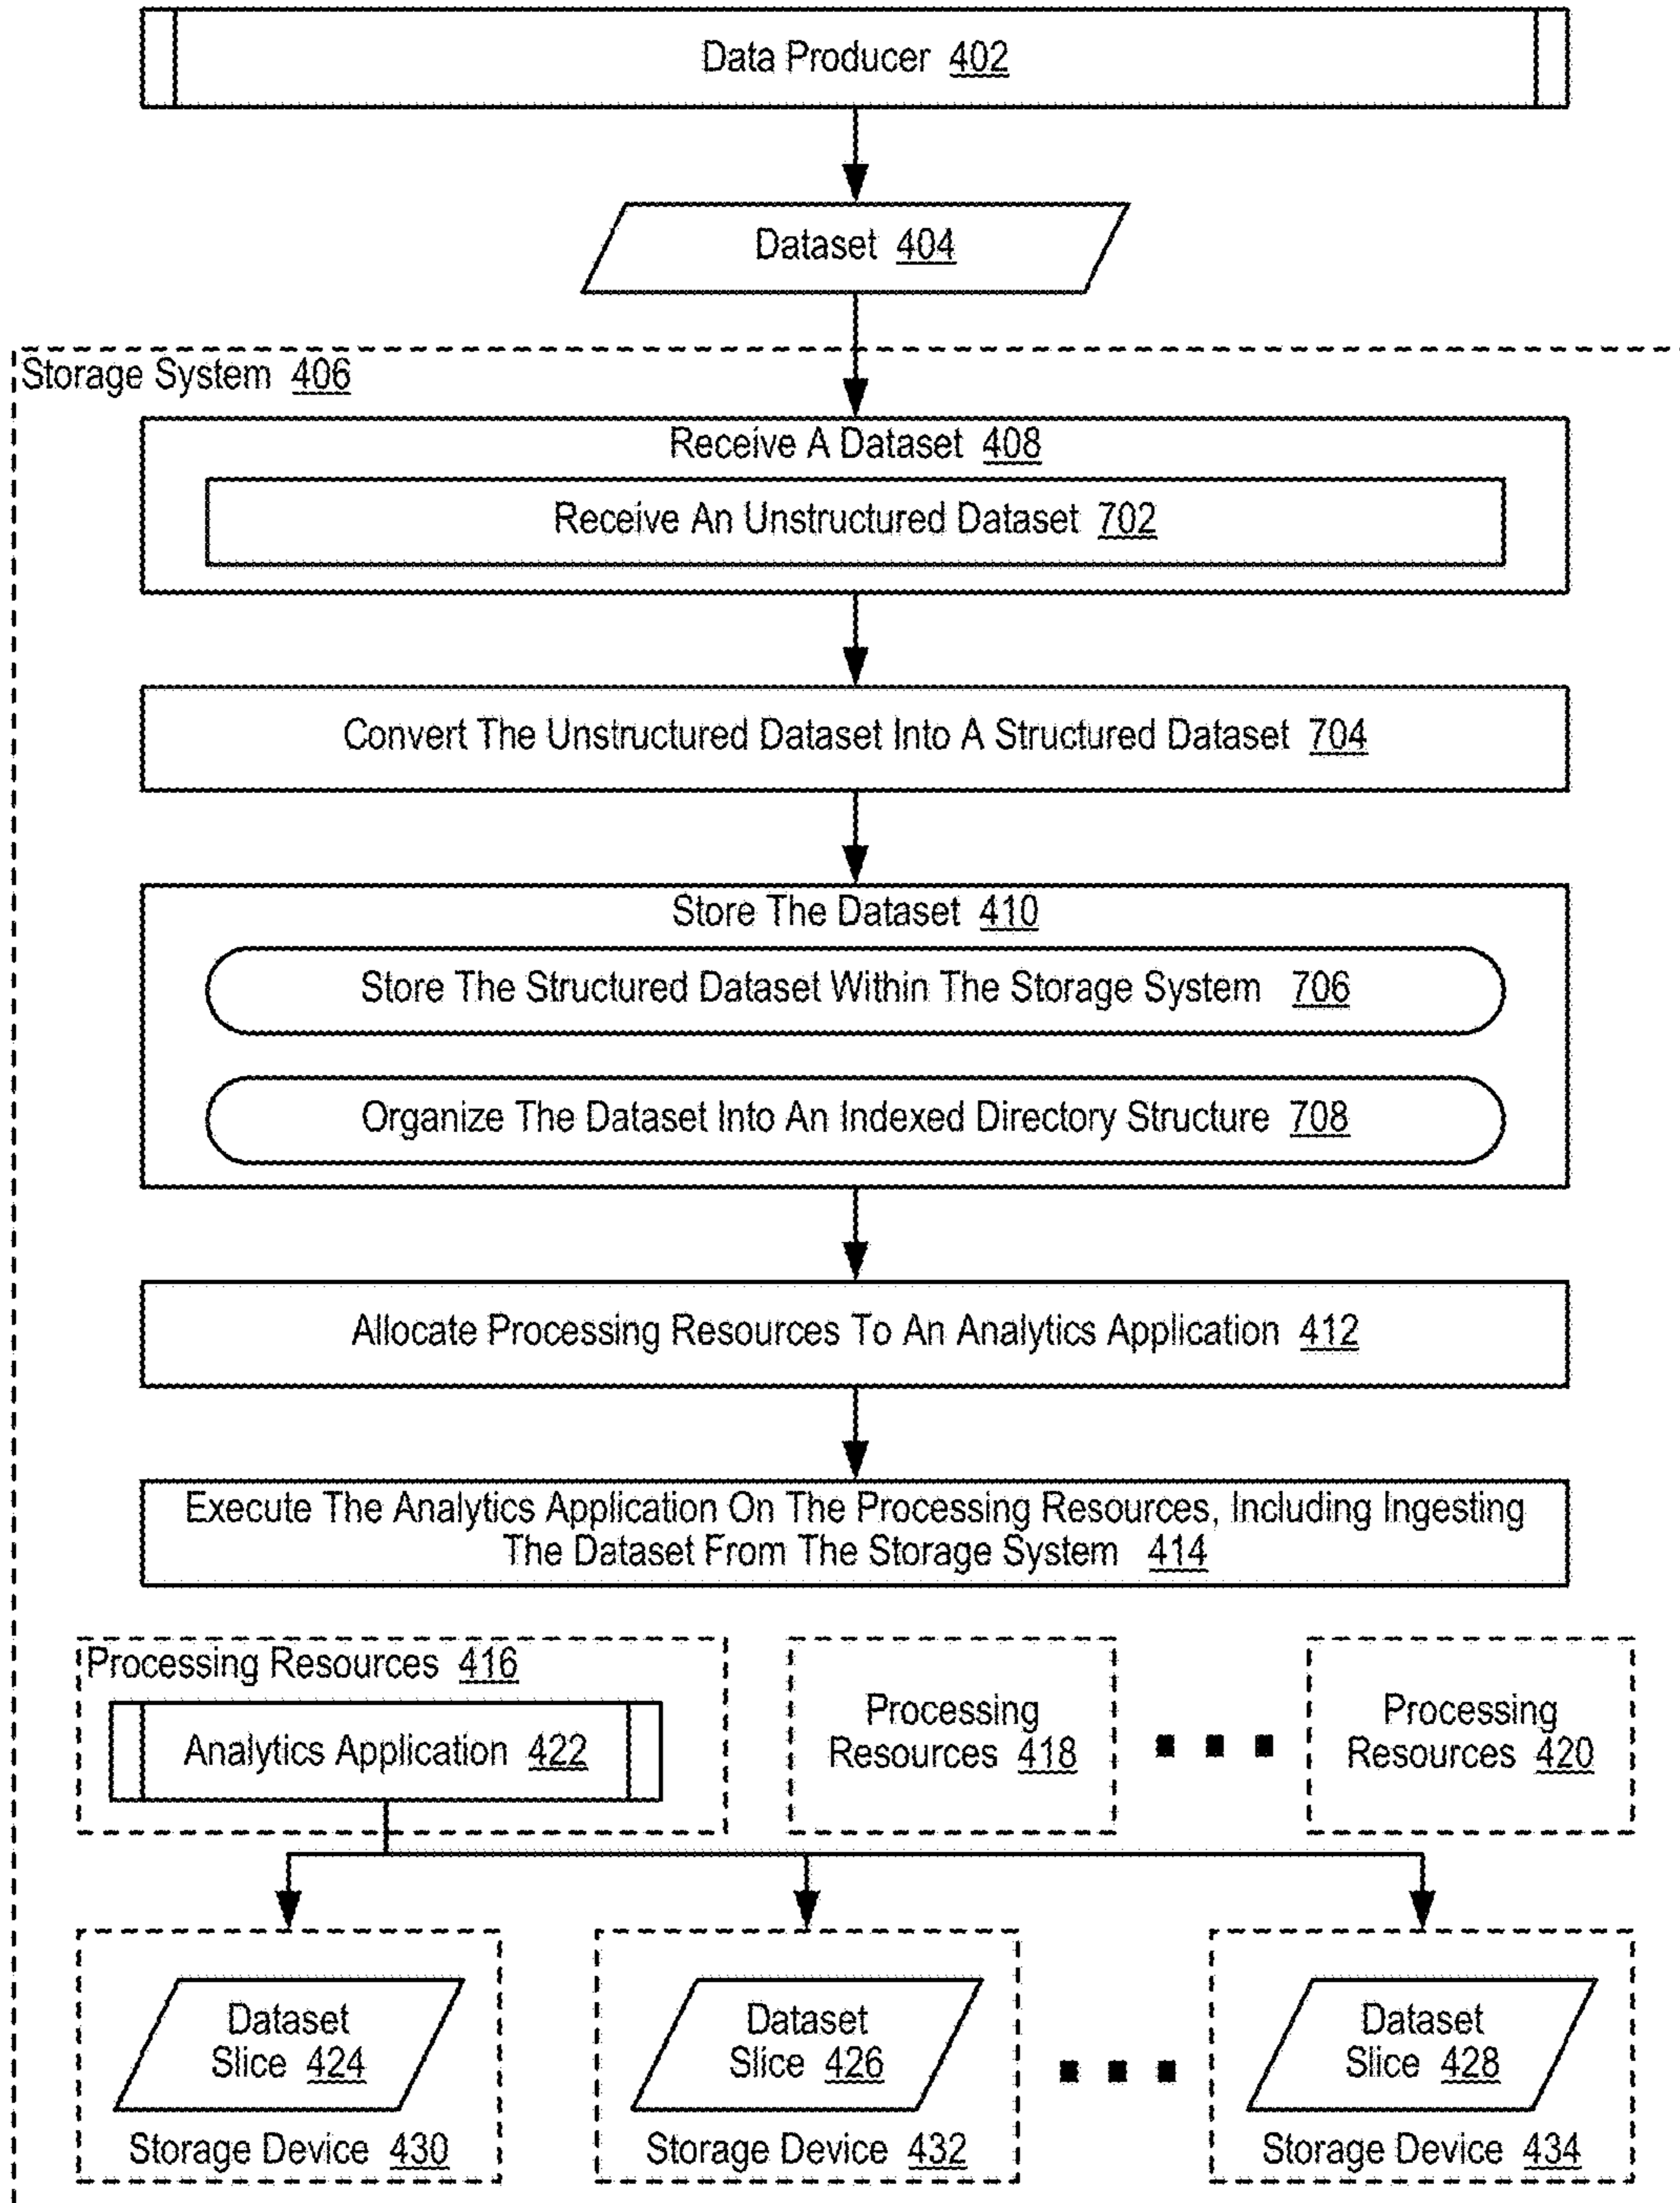 Data Producer 402
Dataset 404
Storage System 406
Receive A Dataset 408
Receive An Unstructured Dataset 702
Convert The Unstructured Dataset Into A Structured Dataset 704
Store The Dataset 410
Store The Structured Dataset Within The Storage System 706
Organize The Dataset Into An Indexed Directory Structure 708
Allocate Processing Resources To An Analytics Application 412
Execute The Analytics Application On The Processing Resources, Including Ingesting
The Dataset From The Storage System 414
Processing Resources 416
Analytics Application 422
Processing
Resources 418
Processing
Resources 420
Dataset
Slice 424
Storage Device 430
Dataset
Slice 426
Storage Device 432
Dataset
Slice 428
Storage Device 434